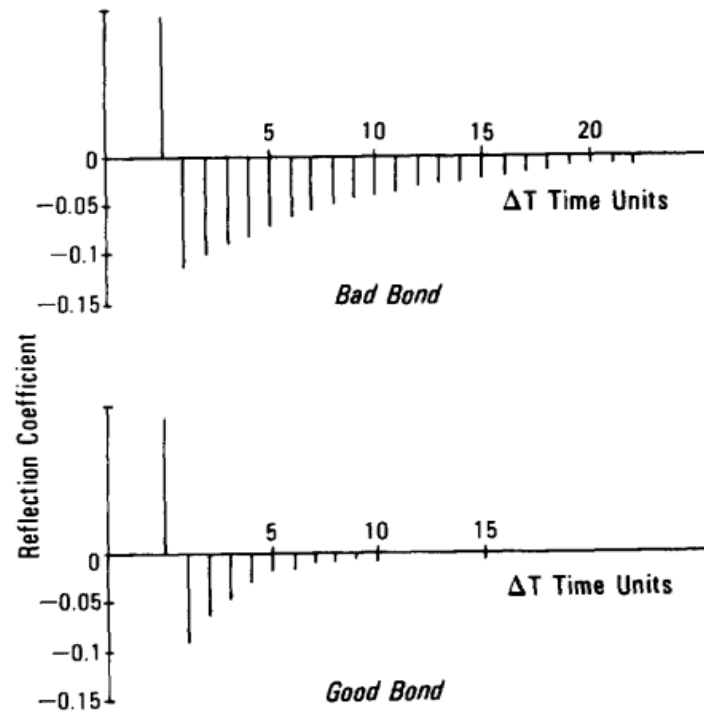 5 10 15 20
0
ΔT Time Units
−0.05
−0.1
−0.15
Bad Bond
Reflection Coefficient
5 10 15
0
ΔT Time Units
−0.05
−0.1
−0.15
Good Bond